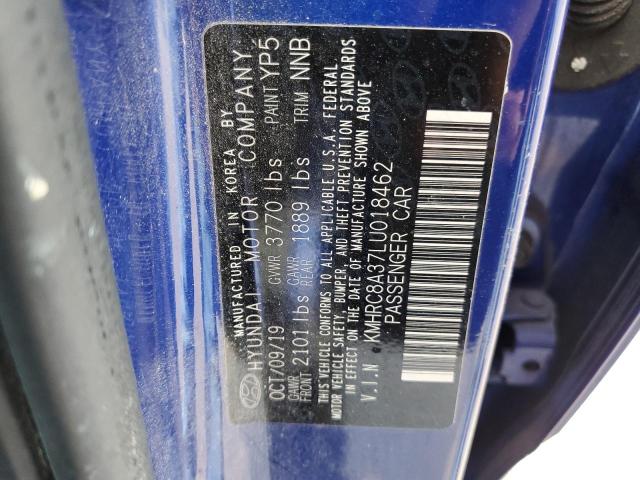 MANUFACTURED IN KOREA BY
HYUNDAI MOTOR COMPANY
OCT/09/19 GVWR 3770 lbs PAINT YP5
GAWR FRONT 2101 lbs GAWR REAR 1889 lbs TRIM NNB
THIS VEHICLE CONFORMS TO ALL APPLICABLE U.S.A. FEDERAL
MOTOR VEHICLE SAFETY, BUMPER, AND THEFT PREVENTION STANDARDS
IN EFFECT ON THE DATE OF MANUFACTURE SHOWN ABOVE
V.I.N KMHRC8A37LU018462
PASSENGER CAR